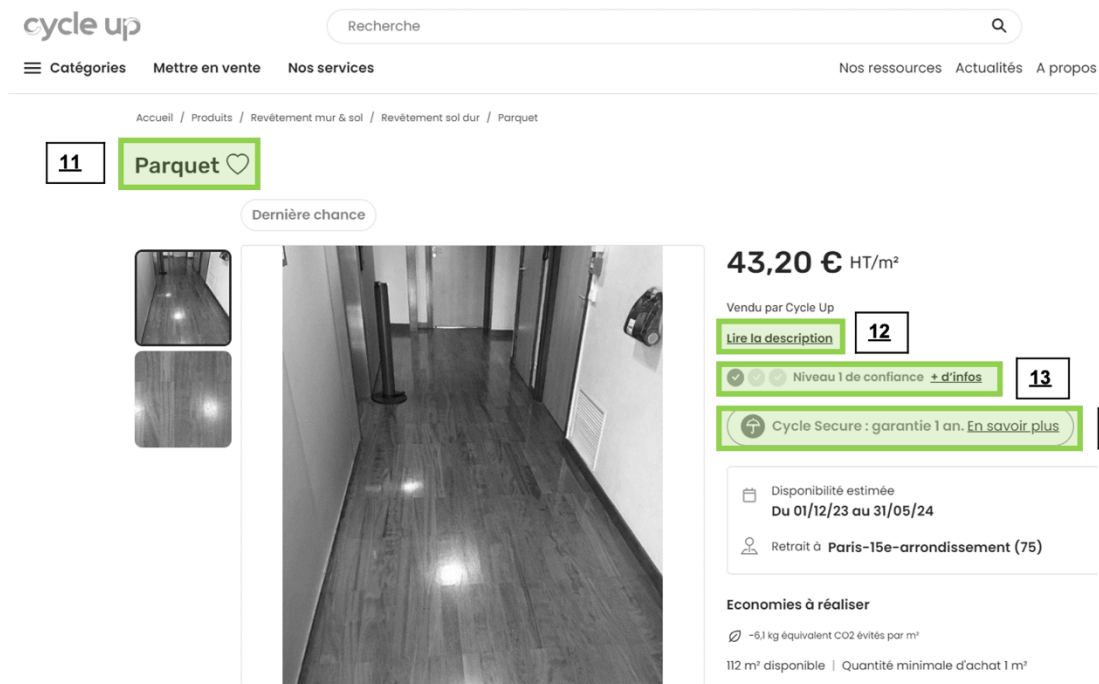 cycle up
Recherche
Catégories Mettre en vente Nos services Nos ressources Actualités A propos
Accueil / Produits / Revêtement mur & sol / Revêtement sol dur / Parquet
11 Parquet
Dernière chance
43,20 € HT/m²
Vendu par Cycle Up
Lire la description 12
Niveau 1 de confiance + d'infos 13
Cycle Secure : garantie 1 an. En savoir plus
Disponibilité estimée
Du 01/12/23 au 31/05/24
Retrait à Paris-15e-arrondissement (75)
Economies à réaliser
-6,1 kg équivalent CO2 évités par m²
112 m² disponible | Quantité minimale d'achat 1 m²